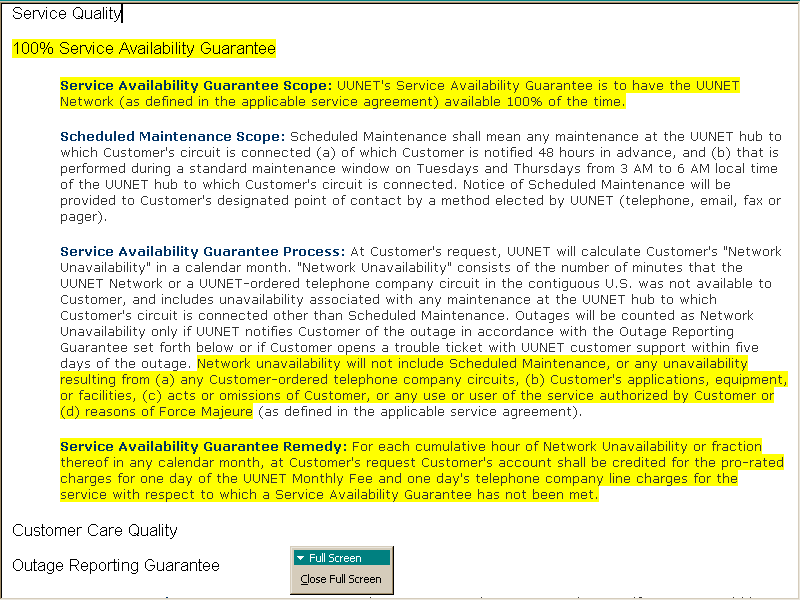 Service Quality
100% Service Availability Guarantee
Service Availability Guarantee Scope: UUNET's Service Availability Guarantee is to have the UUNET
Network (as defined in the applicable service agreement) available 100% of the time.
Scheduled Maintenance Scope: Scheduled Maintenance shall mean any maintenance at the UUNET hub to
which Customer's circuit is connected (a) of which Customer is notified 48 hours in advance, and (b) that is
performed during a standard maintenance window on Tuesdays and Thursdays from 3 AM to 6 AM local time
of the UUNET hub to which Customer's circuit is connected. Notice of Scheduled Maintenance will be
provided to Customer's designated point of contact by a method elected by UUNET (telephone, email, fax or
pager).
Service Availability Guarantee Process: At Customer's request, UUNET will calculate Customer's "Network
Unavailability" in a calendar month. "Network Unavailability" consists of the number of minutes that the
UUNET Network or a UUNET-ordered telephone company circuit in the contiguous U.S. was not available to
Customer, and includes unavailability associated with any maintenance at the UUNET hub to which
Customer's circuit is connected other than Scheduled Maintenance. Outages will be counted as Network
Unavailability only if UUNET notifies Customer of the outage in accordance with the Outage Reporting
Guarantee set forth below or if Customer opens a trouble ticket with UUNET customer support within five
days of the outage. Network unavailability will not include Scheduled Maintenance, or any unavailability
resulting from (a) any Customer-ordered telephone company circuits, (b) Customer's applications, equipment,
or facilities, (c) acts or omissions of Customer, or any use or user of the service authorized by Customer or
(d) reasons of Force Majeure (as defined in the applicable service agreement).
Service Availability Guarantee Remedy: For each cumulative hour of Network Unavailability or fraction
thereof in any calendar month, at Customer's request Customer's account shall be credited for the pro-rated
charges for one day of the UUNET Monthly Fee and one day's telephone company line charges for the
service with respect to which a Service Availability Guarantee has not been met.
Customer Care Quality
Outage Reporting Guarantee
Full Screen
Close Full Screen